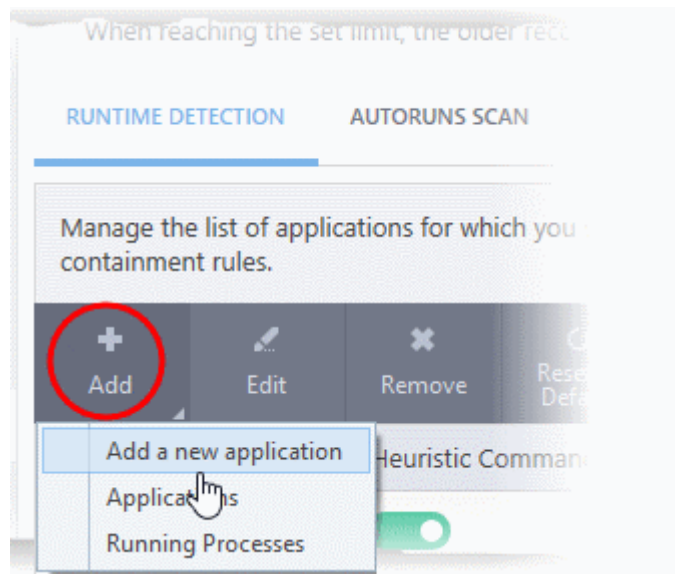 When reaching the set limit, the older
RUNTIME DETECTION AUTORUNS SCAN
Manage the list of applications for which you
containment rules.
Add Edit Remove
Add a new application
Heuristic
Applications
Running Processes